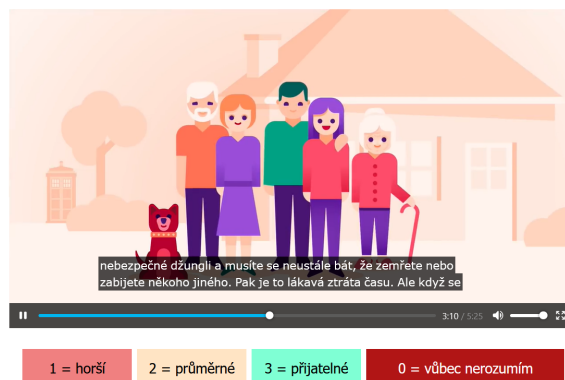 nebezpečné džungli a musíte se neustále bát, že zemřete nebo
zabijete někoho jiného. Pak je to lákavá ztráta času. Ale když se
3:10 / 5:25
1 = horší
2 = průměrné
3 = přijatelné
0 = vůbec nerozumím